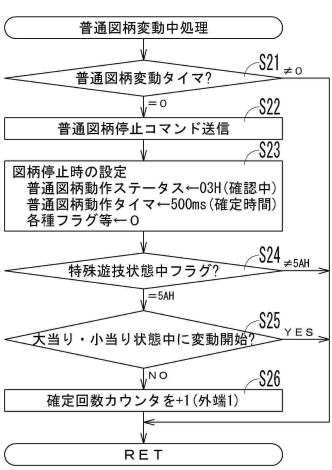 普通図柄変動中処理
S21
普通図柄変動タイマ?
≠0
=0
S22
普通図柄停止コマンド送信
S23
図柄停止時の設定
普通図柄動作ステータス←03H(確認中)
普通図柄動作タイマ←500ms(確定時間)
各種フラグ等←0
S24
特殊遊技状態中フラグ?
≠5AH
=5AH
S25
大当り・小当り状態中に変動開始?
YES
NO
S26
確定回数カウンタを+1(外端1)
RET